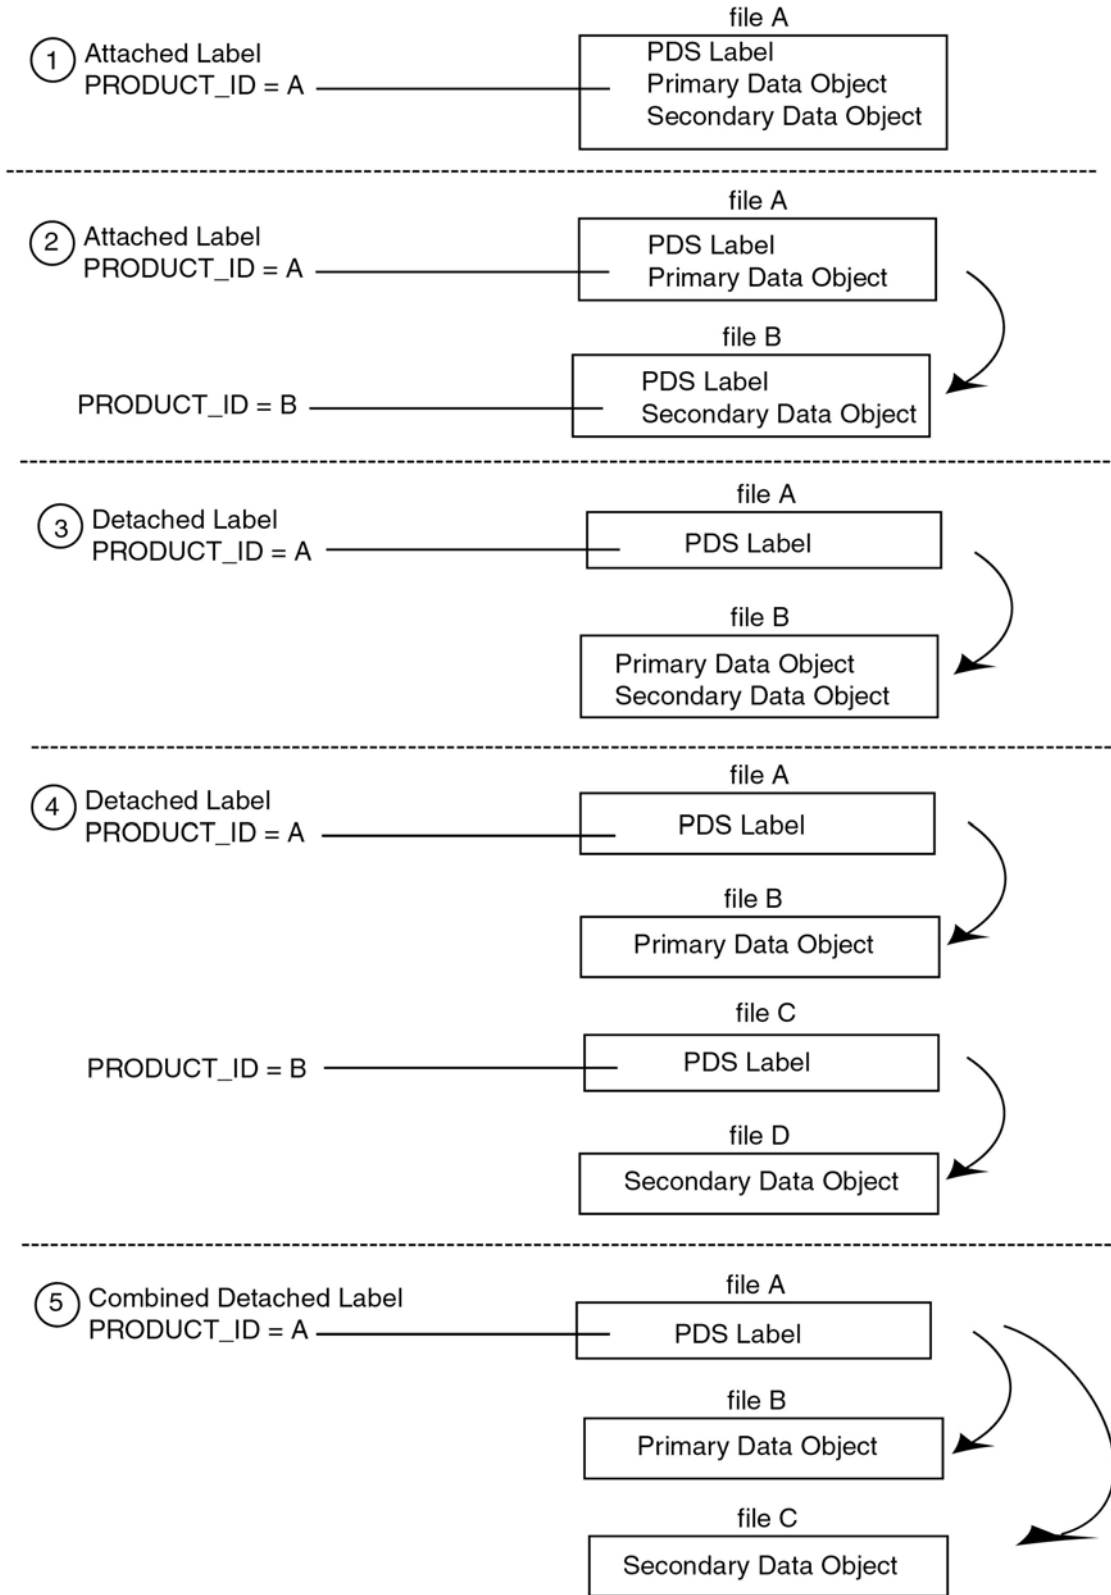 file A
1 Attached Label
PRODUCT_ID = A
PDS Label
Primary Data Object
Secondary Data Object
file A
2 Attached Label
PRODUCT_ID = A
PDS Label
Primary Data Object
file B
PRODUCT_ID = B
PDS Label
Secondary Data Object
file A
3 Detached Label
PRODUCT_ID = A
PDS Label
file B
Primary Data Object
Secondary Data Object
file A
4 Detached Label
PRODUCT_ID = A
PDS Label
file B
Primary Data Object
file C
PRODUCT_ID = B
PDS Label
file D
Secondary Data Object
file A
5 Combined Detached Label
PRODUCT_ID = A
PDS Label
file B
Primary Data Object
file C
Secondary Data Object